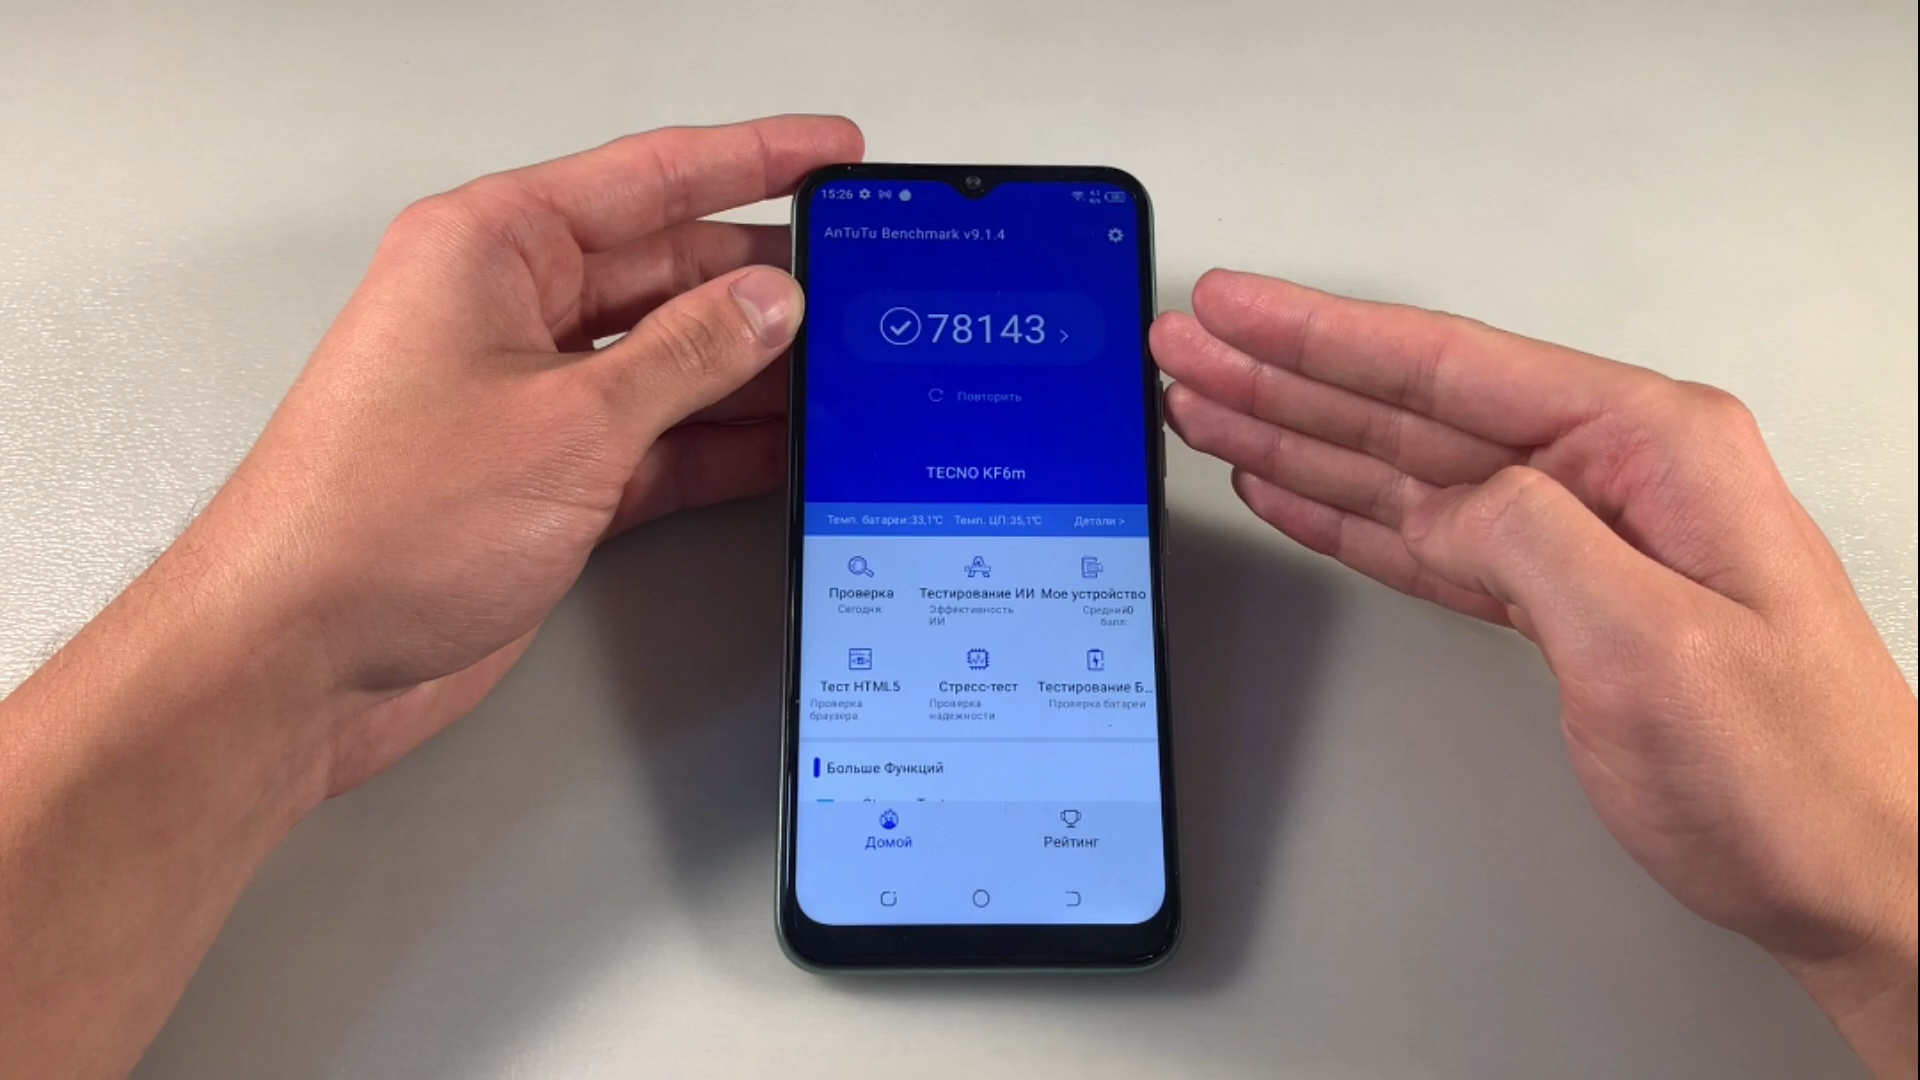 15:26
AnTuTu Benchmark v9.1.4
78143 >
Повторить
TECNO KF6m
Темп. батареи:33,1℃ Темп. ЦП:35,1℃ Детали >
Проверка Тестирование ИИ Мое устройство
Сегодня: Эффективность ИИ Средний0 балл:
Тест HTML5 Стресс-тест Тестирование Б...
Проверка браузера Проверка надежности Проверка батареи
Больше Функций
Домой Рейтинг